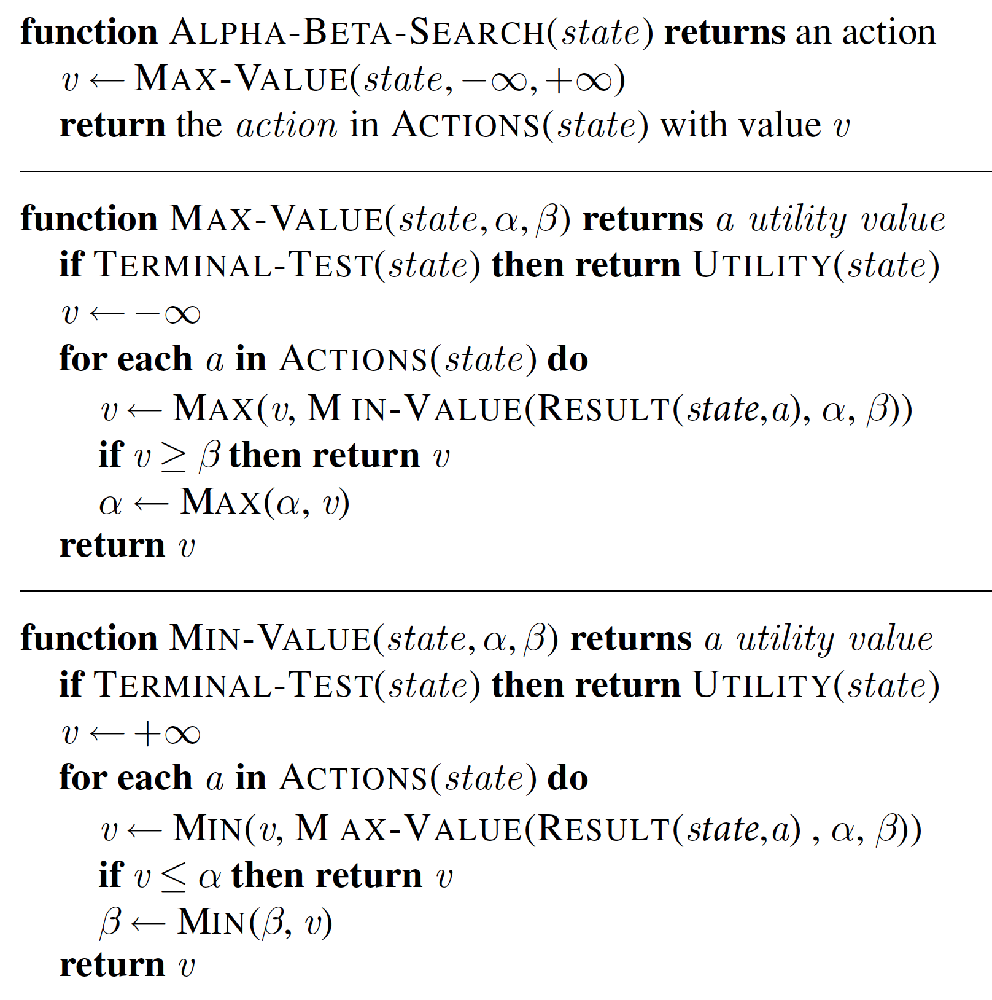 function ALPHA-BETA-SEARCH(state) returns an action
v ← MAX-VALUE(state, −∞, +∞)
return the action in ACTIONS(state) with value v
function MAX-VALUE(state, α, β) returns a utility value
if TERMINAL-TEST(state) then return UTILITY(state)
v ← −∞
for each a in ACTIONS(state) do
v ← MAX(v, M IN-VALUE(RESULT(state,a), α, β))
if v ≥ β then return v
α ← MAX(α, v)
return v
function MIN-VALUE(state, α, β) returns a utility value
if TERMINAL-TEST(state) then return UTILITY(state)
v ← +∞
for each a in ACTIONS(state) do
v ← MIN(v, M AX-VALUE(RESULT(state,a) , α, β))
if v ≤ α then return v
β ← MIN(β, v)
return v